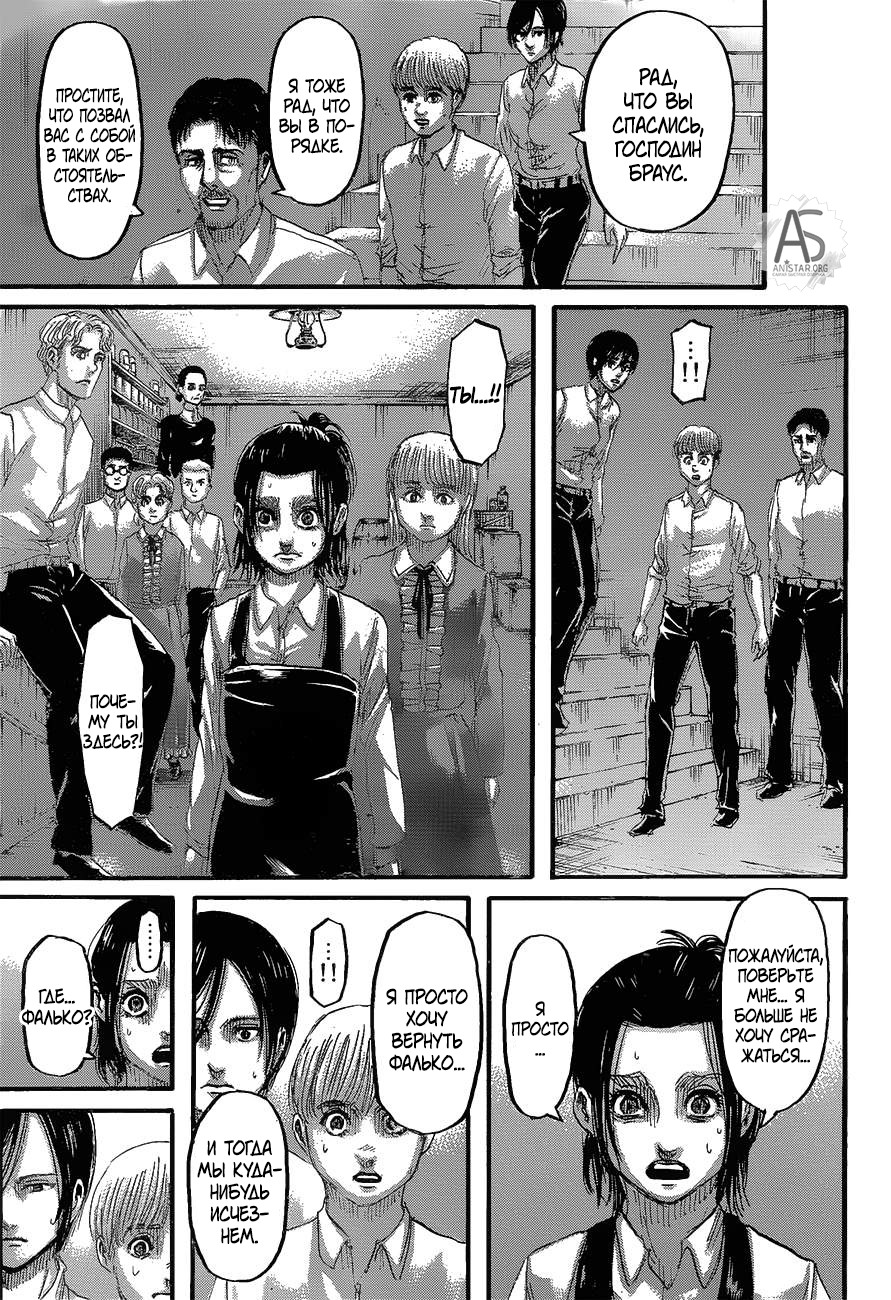 РАД,
ЧТО ВЫ
СПАСЛИСЬ,
ГОСПОДИН
БРАУС.
Я ТОЖЕ
РАД, ЧТО
ВЫ В ПО-
РЯДКЕ.
ПРОСТИТЕ,
ЧТО ПОЗВАЛ
ВАС С СОБОЙ
В ТАКИХ ОБ-
СТОЯТЕЛЬ-
СТВАХ.
AS
ANISTAR.ORG
...!!
ТЫ...!!
ПОЧЕ-
МУ ТЫ
ЗДЕСЬ?!
ПОЖАЛУЙСТА,
ПОВЕРЬТЕ
МНЕ... Я
БОЛЬШЕ НЕ
ХОЧУ СРА-
ЖАТЬСЯ...
Я
ПРОСТО
...
Я ПРОСТО
ХОЧУ
ВЕРНУТЬ
ФАЛЬКО...
...!!
И ТОГДА
МЫ КУДА-
НИБУДЬ
ИСЧЕЗ-
НЕМ.
......
ГДЕ...
ФАЛЬКО?